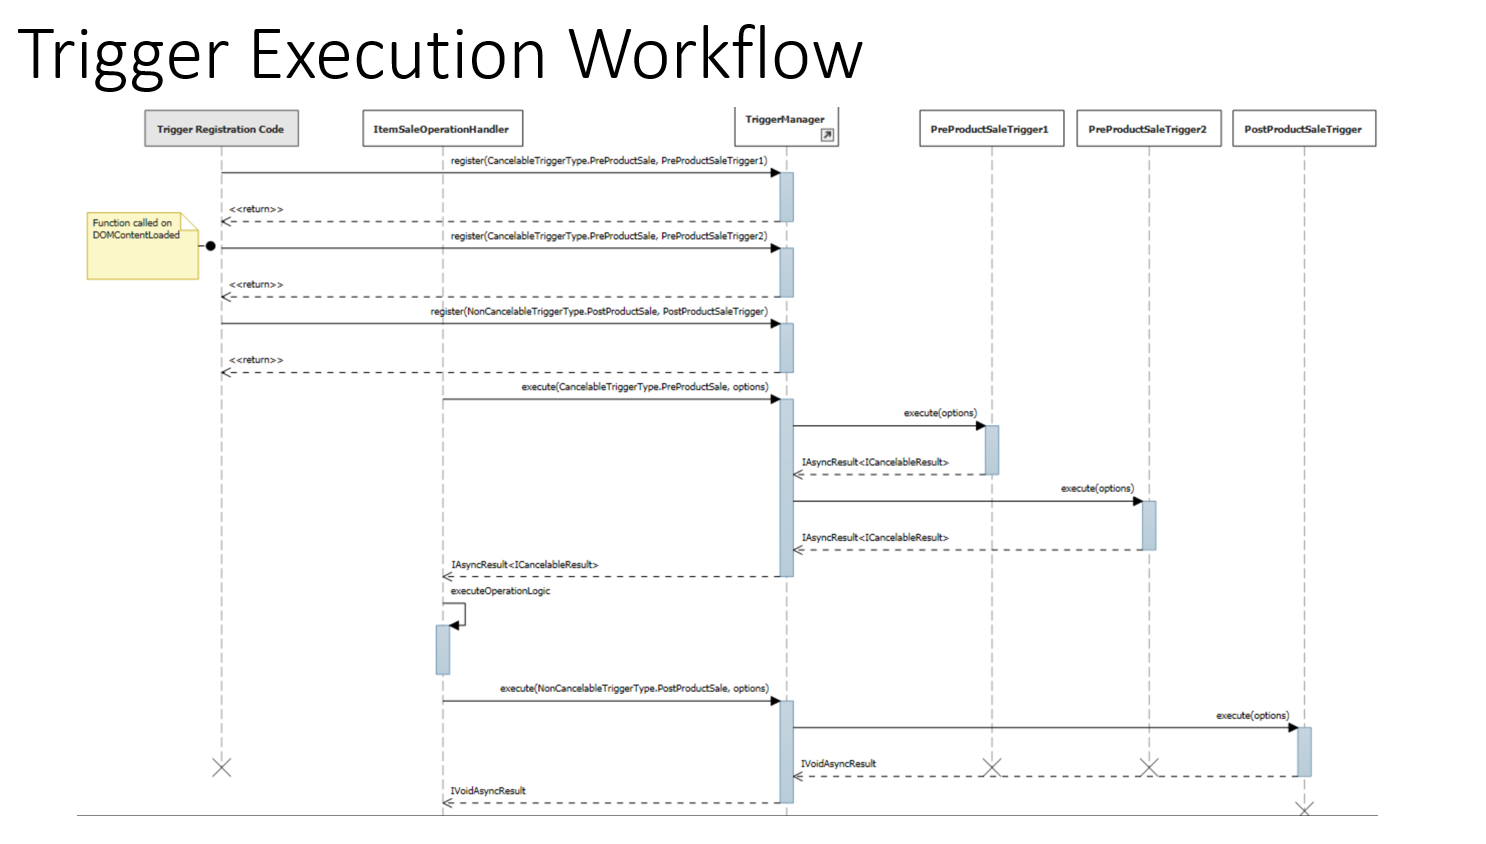 Trigger Execution Workflow
Trigger Registration Code
ItemSaleOperationHandler
TriggerManager
PreProductSaleTrigger1
PreProductSaleTrigger2
PostProductSaleTrigger
register(CancelableTriggerType.PreProductSale, PreProductSaleTrigger1)
<<return>>
Function called on
DOMContentLoaded
register(CancelableTriggerType.PreProductSale, PreProductSaleTrigger2)
<<return>>
register(NonCancelableTriggerType.PostProductSale, PostProductSaleTrigger)
<<return>>
execute(CancelableTriggerType.PreProductSale, options)
execute(options)
IAsyncResult<ICancelableResult>
execute(options)
IAsyncResult<ICancelableResult>
IAsyncResult<ICancelableResult>
executeOperationLogic
execute(NonCancelableTriggerType.PostProductSale, options)
execute(options)
IVoidAsyncResult
IVoidAsyncResult